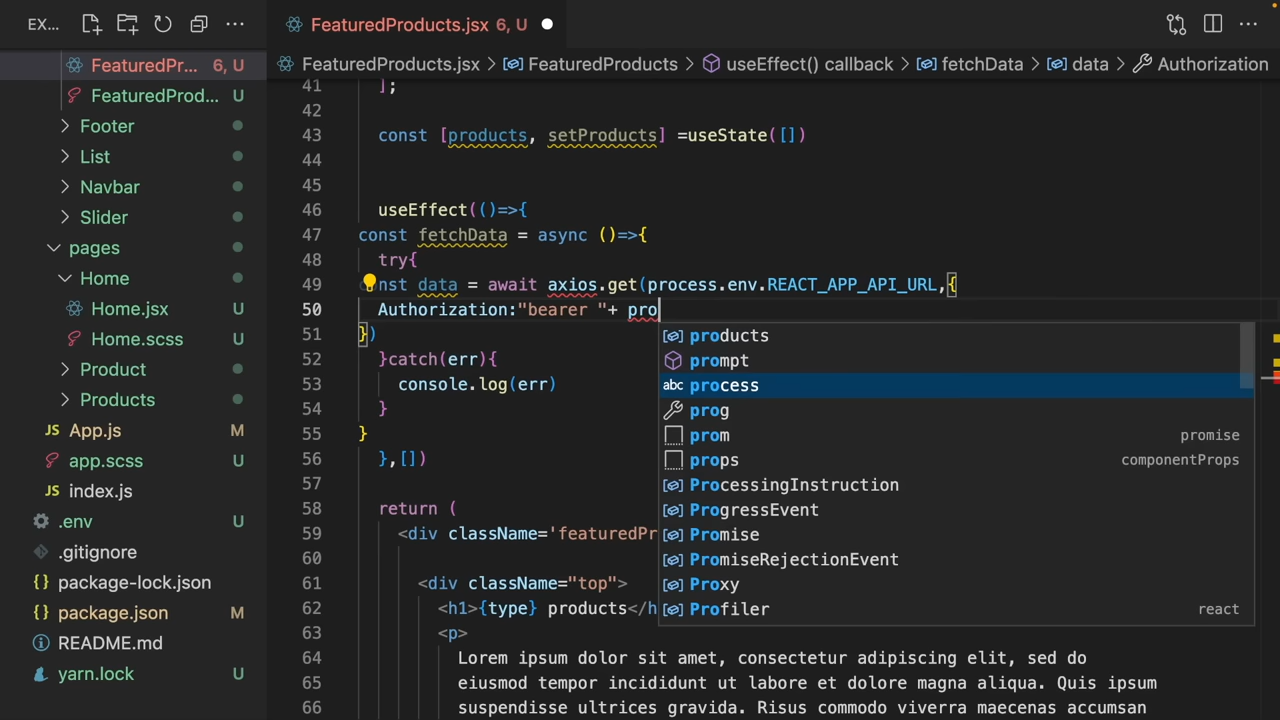 EX...
FeaturedProducts.jsx 6, U
FeaturedProducts.jsx > FeaturedProducts > useEffect() callback > fetchData > data > Authorization
FeaturedPr... 6, U
FeaturedProd... U
Footer
List
Navbar
Slider
pages
Home
Home.jsx U
Home.scss U
Product
Products
App.js M
app.scss U
index.js
.env U
.gitignore
package-lock.json
package.json M
README.md
yarn.lock U
41 ];
42
43 const [products, setProducts] =useState([])
44
45
46 useEffect(()=>{
47 const fetchData = async ()=>{
48 try{
49 nst data = await axios.get(process.env.REACT_APP_API_URL,{
50 Authorization:"bearer "+ pro
51 })
52 }catch(err){
53 console.log(err)
54 }
55 }
56 },[])
57
58 return (
59 <div className='featuredPr
60
61 <div className="top">
62 <h1>{type} products</h
63 <p>
64 Lorem ipsum dolor sit amet, consectetur adipiscing elit, sed do
65 eiusmod tempor incididunt ut labore et dolore magna aliqua. Quis ipsum
66 suspendisse ultrices gravida. Risus commodo viverra maecenas accumsan
products
prompt
abc process
prog
prom promise
props componentProps
ProcessingInstruction
ProgressEvent
Promise
PromiseRejectionEvent
Proxy
Profiler react